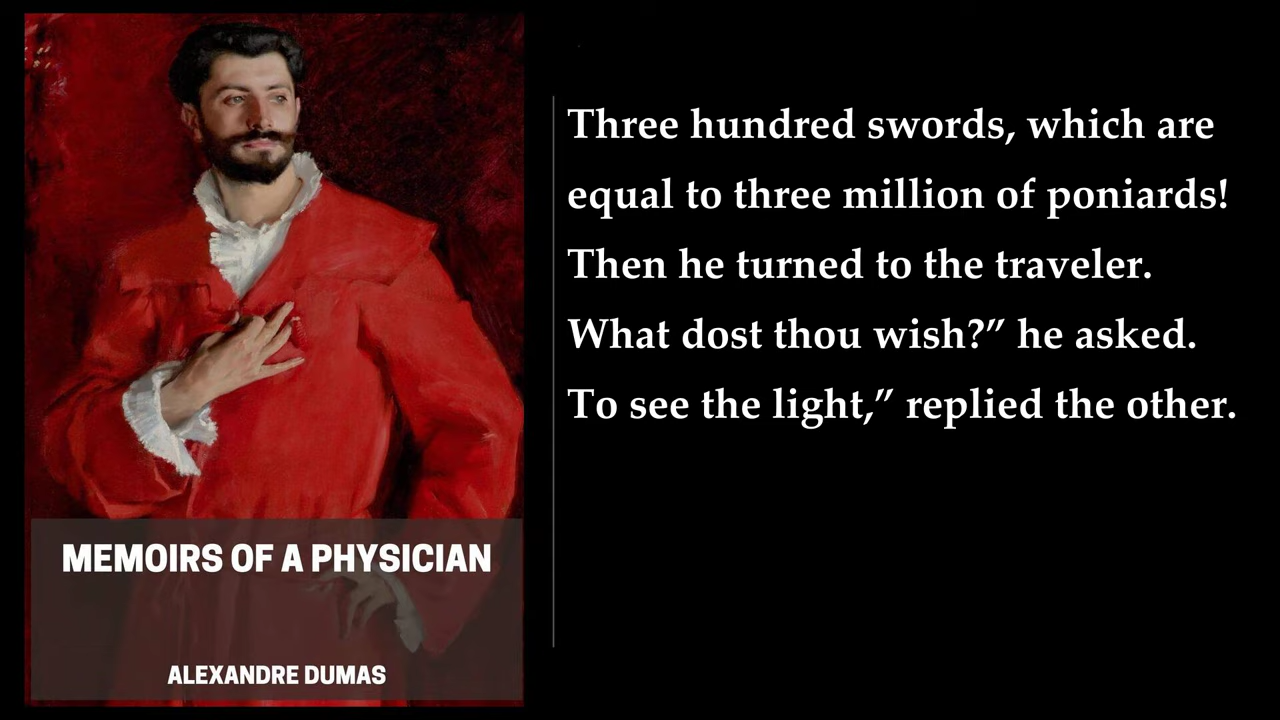 Three hundred swords, which are
equal to three million of poniards!
Then he turned to the traveler.
What dost thou wish?” he asked.
To see the light,” replied the other.
MEMOIRS OF A PHYSICIAN
ALEXANDRE DUMAS